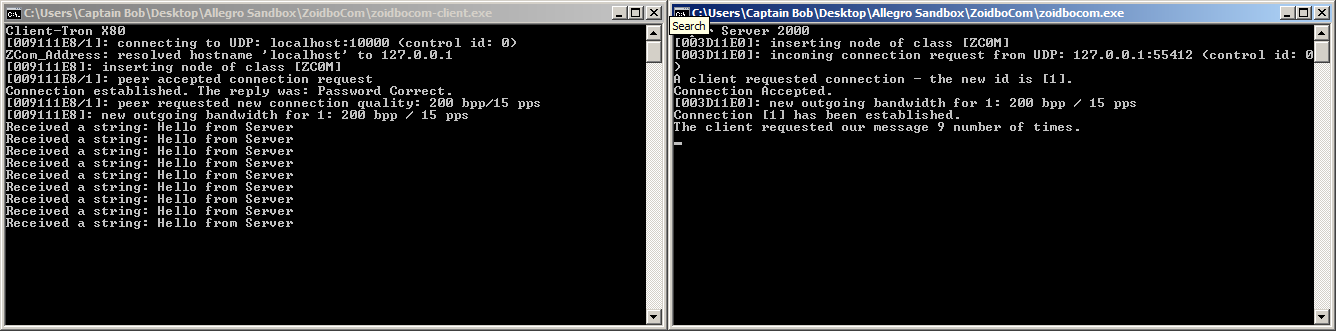 C:\Users\Captain Bob\Desktop\Allegro Sandbox\ZoidboCom\zoidbocom-client.exe
Client-Tron X80
[009111E8/1]: connecting to UDP: localhost:10000 (control id: 0)
ZCom_Address: resolved hostname 'localhost' to 127.0.0.1
[009111E8]: inserting node of class [ZCOM]
[009111E8/1]: peer accepted connection request
Connection established. The reply was: Password Correct.
[009111E8/1]: peer requested new connection quality: 200 bpp/15 pps
[009111E8]: new outgoing bandwidth for 1: 200 bpp / 15 pps
Received a string: Hello from Server
Received a string: Hello from Server
Received a string: Hello from Server
Received a string: Hello from Server
Received a string: Hello from Server
Received a string: Hello from Server
Received a string: Hello from Server
Received a string: Hello from Server
Received a string: Hello from Server
C:\Users\Captain Bob\Desktop\Allegro Sandbox\ZoidboCom\zoidbocom.exe
Search
Server 2000
[003D11E0]: inserting node of class [ZCOM]
[003D11E0]: incoming connection request from UDP: 127.0.0.1:55412 (control id: 0
)
A client requested connection - the new id is [1].
Connection Accepted.
[003D11E0]: new outgoing bandwidth for 1: 200 bpp / 15 pps
Connection [1] has been established.
The client requested our message 9 number of times.